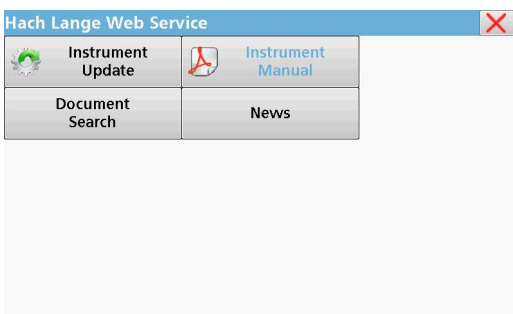 Hach Lange Web Service
Instrument
Update
Instrument
Manual
Document
Search
News